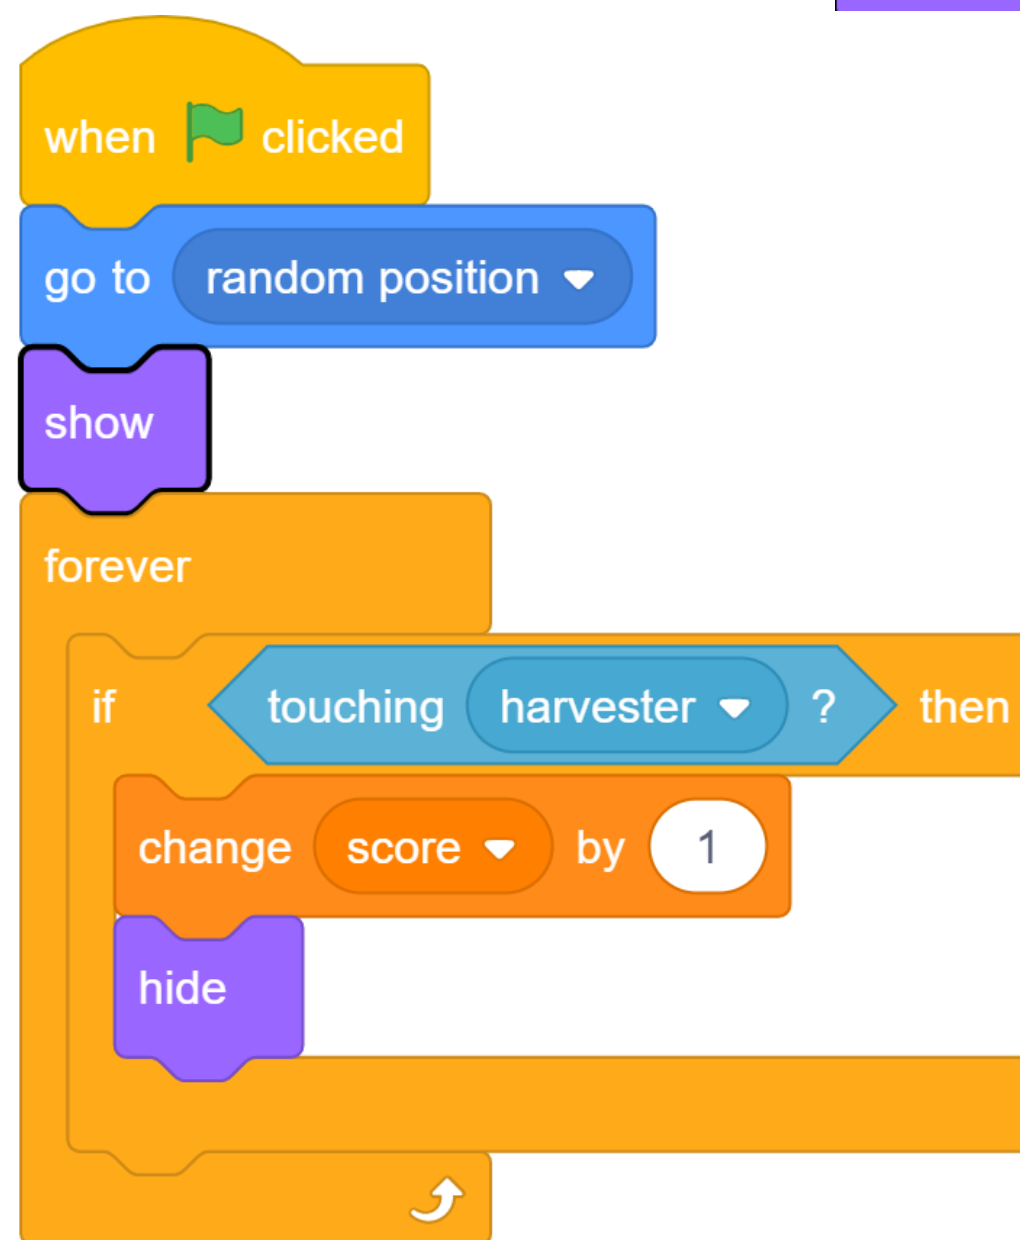 when clicked
go to random position
show
forever
if touching harvester ? then
change score by 1
hide